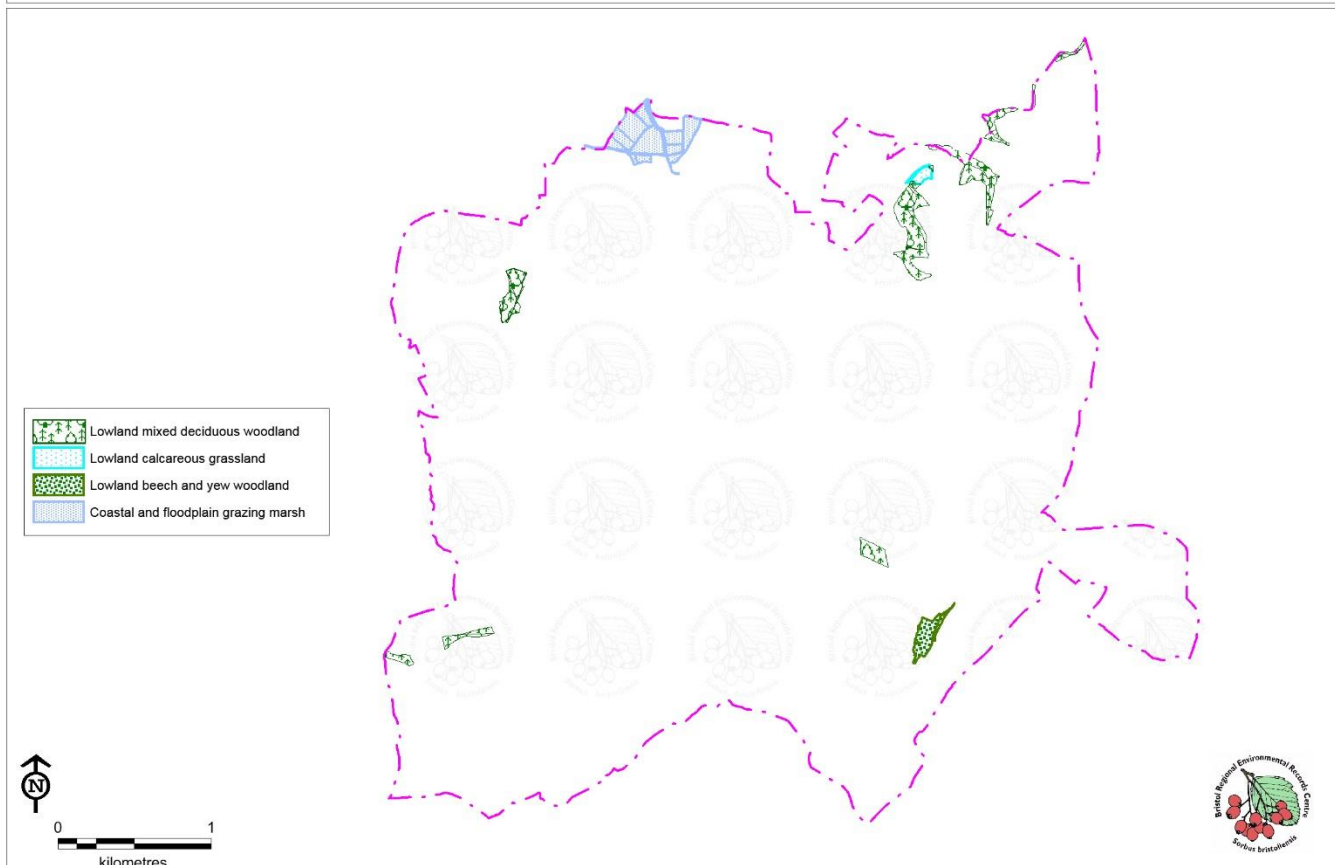 Lowland mixed deciduous woodland
Lowland calcareous grassland
Lowland beech and yew woodland
Coastal and floodplain grazing marsh
N
0 1
kilometres
Bristol Regional Environmental Records Centre
Sorbus bristoliensis